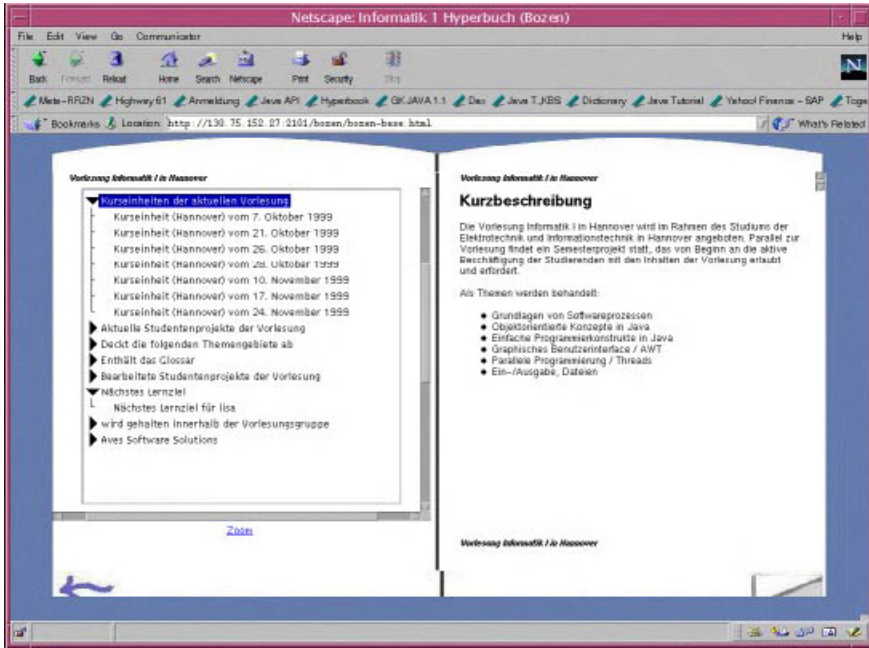 Netscape: Informatik 1 Hyperbuch (Bozen)
File Edit View Go Communicator Help
Back Forward Reload Home Search Netscape Print Security Stop
Mete-RRZN Highway 61 Anmeldung Java API Hyperbook GK JAVA 1.1 Das Java T./KBS Dictionary Java Tutorial Yahoo! Finanze - SAP Toge
Bookmarks Location: http://130.75.152.27:2101/bozen/bozen-base.html What's Related
Vorlesung Informatik I in Hannover
Kurseinheiten der aktuellen Vorlesung
Kurseinheit (Hannover) vom 7. Oktober 1999
Kurseinheit (Hannover) vom 21. Oktober 1999
Kurseinheit (Hannover) vom 26. Oktober 1999
Kurseinheit (Hannover) vom 28. Oktober 1999
Kurseinheit (Hannover) vom 10. November 1999
Kurseinheit (Hannover) vom 17. November 1999
Kurseinheit (Hannover) vom 24. November 1999
Aktuelle Studentenprojekte der Vorlesung
Deckt die folgenden Themengebiete ab
Enthält das Glossar
Bearbeitete Studentenprojekte der Vorlesung
Nächstes Lernziel
Nächstes Lernziel für lisa
wird gehalten innerhalb der Vorlesungsgruppe
Aves Software Solutions
Zoom
Vorlesung Informatik I in Hannover
Kurzbeschreibung
Die Vorlesung Informatik I in Hannover wird im Rahmen des Studiums der
Elektrotechnik und Informationstechnik in Hannover angeboten. Parallel zur
Vorlesung findet ein Semesterprojekt statt, das von Beginn an die aktive
Beschäftigung der Studierenden mit den Inhalten der Vorlesung erlaubt
und erfordert.
Als Themen werden behandelt:
Grundlagen von Softwareprozessen
Objektorientierte Konzepte in Java
Einfache Programmierkonstrukte in Java
Graphisches Benutzerinterface / AWT
Parallele Programmierung / Threads
Ein-/Ausgabe, Dateien
Vorlesung Informatik I in Hannover